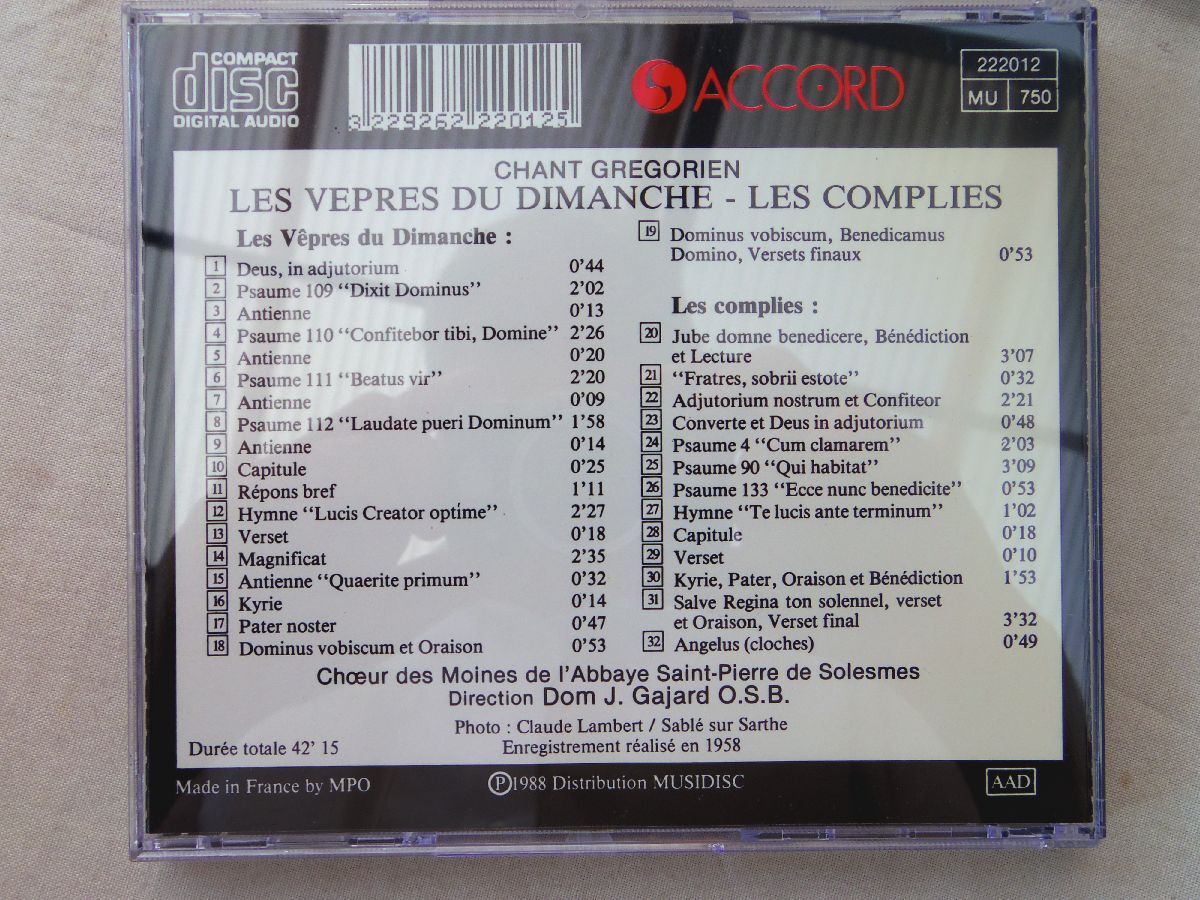 COMPACT
disc
DIGITAL AUDIO
3 229262 220125
ACCORD
222012
MU 750
CHANT GREGORIEN
LES VEPRES DU DIMANCHE - LES COMPLIES
Les Vêpres du Dimanche :
1 Deus, in adjutorium 0'44
2 Psaume 109 "Dixit Dominus" 2'02
3 Antienne 0'13
4 Psaume 110 "Confitebor tibi, Domine" 2'26
5 Antienne 0'20
6 Psaume 111 "Beatus vir" 2'20
7 Antienne 0'09
8 Psaume 112 "Laudate pueri Dominum" 1'58
9 Antienne 0'14
10 Capitule 0'25
11 Répons bref 1'11
12 Hymne "Lucis Creator optime" 2'27
13 Verset 0'18
14 Magnificat 2'35
15 Antienne "Quaerite primum" 0'32
16 Kyrie 0'14
17 Pater noster 0'47
18 Dominus vobiscum et Oraison 0'53
19 Dominus vobiscum, Benedicamus
Domino, Versets finaux 0'53
Les complies :
20 Jube domne benedicere, Bénédiction
et Lecture 3'07
21 "Fratres, sobrii estote" 0'32
22 Adjutorium nostrum et Confiteor 2'21
23 Converte et Deus in adjutorium 0'48
24 Psaume 4 "Cum clamarem" 2'03
25 Psaume 90 "Qui habitat" 3'09
26 Psaume 133 "Ecce nunc benedicite" 0'53
27 Hymne "Te lucis ante terminum" 1'02
28 Capitule 0'18
29 Verset 0'10
30 Kyrie, Pater, Oraison et Bénédiction 1'53
31 Salve Regina ton solennel, verset
et Oraison, Verset final 3'32
32 Angelus (cloches) 0'49
Chœur des Moines de l'Abbaye Saint-Pierre de Solesmes
Direction Dom J. Gajard O.S.B.
Photo : Claude Lambert / Sablé sur Sarthe
Durée totale 42' 15
Enregistrement réalisé en 1958
Made in France by MPO
Ⓟ1988 Distribution MUSIDISC
AAD